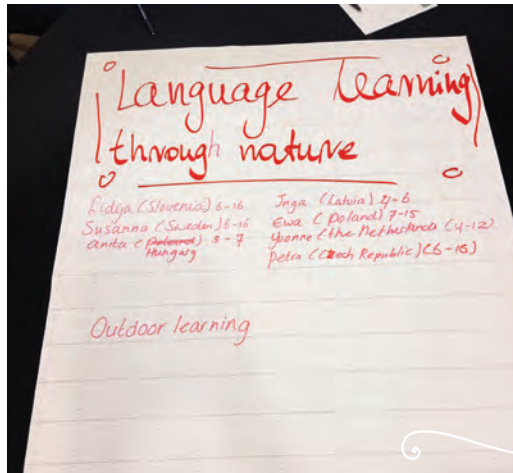 Language learning
through nature
Lidija (Slovenia) 6-16
Susanna (Sweden) 6-16
Anita (Poland) 3-7
Hungary
Inga (Latvia) 4-6
Ewa (Poland) 7-15
Yvonne (the Netherlands (4-12)
Petra (Czech Republic) (6-16)
Outdoor learning